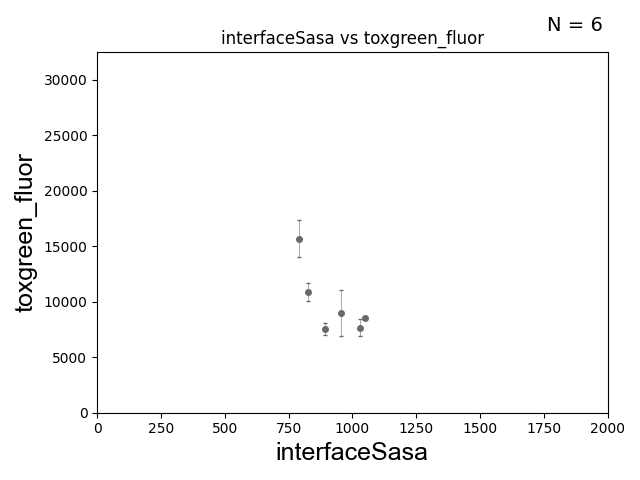 N = 6
interfaceSasa vs toxgreen_fluor
30000
25000
20000
15000
10000
5000
0
toxgreen_fluor
0 250 500 750 1000 1250 1500 1750 2000
interfaceSasa